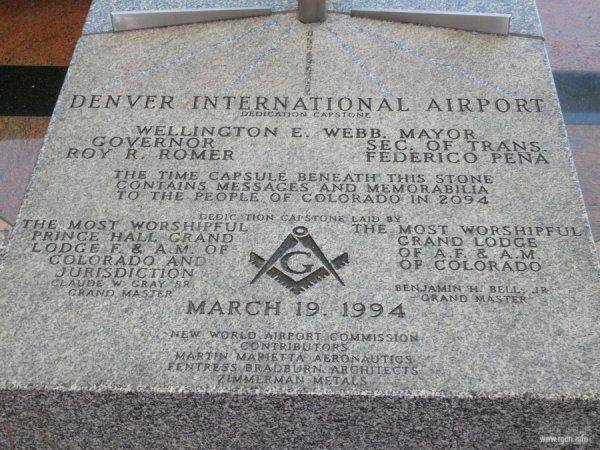 DENVER INTERNATIONAL AIRPORT
DEDICATION CAPSTONE
WELLINGTON E. WEBB, MAYOR
GOVERNOR
ROY R. ROMER
SEC. OF TRANS.
FEDERICO PEÑA
THE TIME CAPSULE BENEATH THIS STONE
CONTAINS MESSAGES AND MEMORABILIA
TO THE PEOPLE OF COLORADO IN 2094
DEDICATION CAPSTONE LAID BY
THE MOST WORSHIPFUL
PRINCE HALL GRAND
LODGE F. & A.M. OF
COLORADO AND
JURISDICTION
CLAUDE W. GRAY SR.
GRAND MASTER
G
THE MOST WORSHIPFUL
GRAND LODGE
OF A.F. & A.M.
OF COLORADO
BENJAMIN H. BELL, JR.
GRAND MASTER
MARCH 19, 1994
NEW WORLD AIRPORT COMMISSION
CONTRIBUTORS
MARTIN MARIETTA AERONAUTICS
FENTRESS BRADBURN ARCHITECTS
ZIMMERMAN METALS